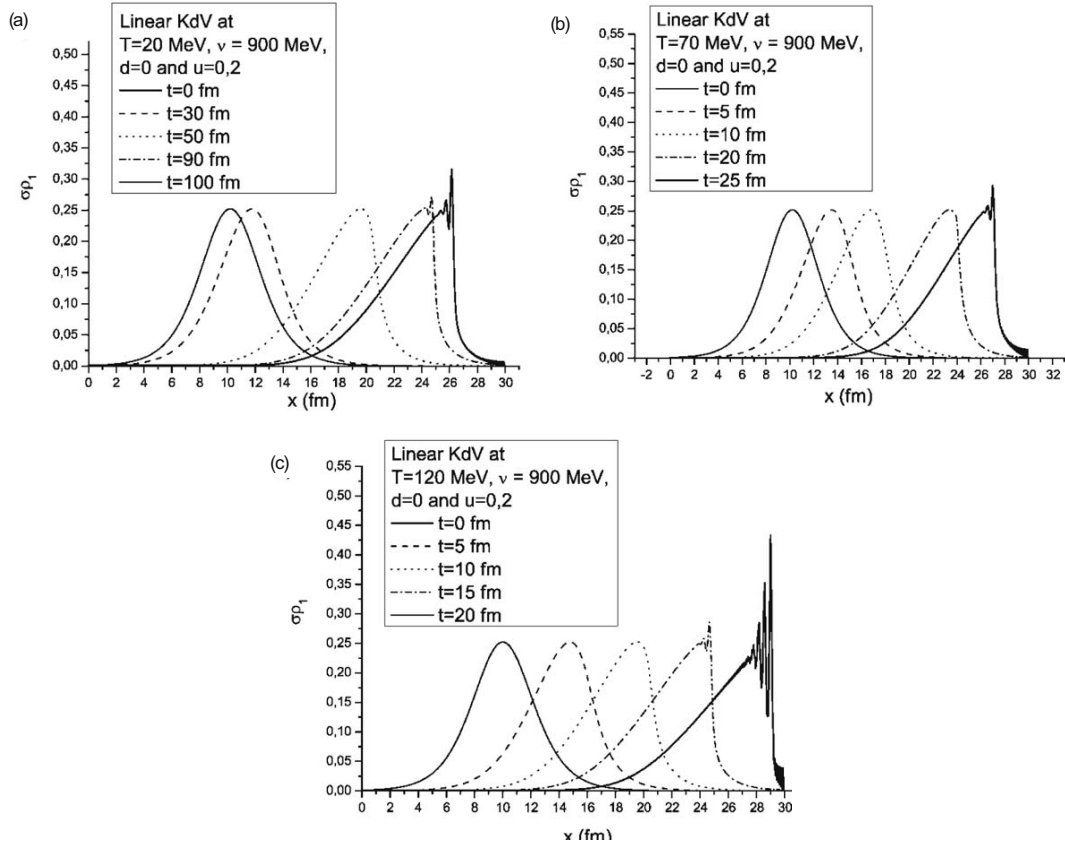 (a)
Linear KdV at
T=20 MeV, ν = 900 MeV,
d=0 and u=0,2
t=0 fm
t=30 fm
t=50 fm
t=90 fm
t=100 fm
0,50
0,45
0,40
0,35
0,30
0,25
0,20
0,15
0,10
0,05
0,00
σρ₁
0 2 4 6 8 10 12 14 16 18 20 22 24 26 28 30
x (fm)
(b)
Linear KdV at
T=70 MeV, ν = 900 MeV,
d=0 and u=0,2
t=0 fm
t=5 fm
t=10 fm
t=20 fm
t=25 fm
0,55
0,50
0,45
0,40
0,35
0,30
0,25
0,20
0,15
0,10
0,05
0,00
σρ₁
-2 0 2 4 6 8 10 12 14 16 18 20 22 24 26 28 30 32
x (fm)
(c)
Linear KdV at
T=120 MeV, ν = 900 MeV,
d=0 and u=0,2
t=0 fm
t=5 fm
t=10 fm
t=15 fm
t=20 fm
0,55
0,50
0,45
0,40
0,35
0,30
0,25
0,20
0,15
0,10
0,05
0,00
σρ₁
0 2 4 6 8 10 12 14 16 18 20 22 24 26 28 30
x (fm)